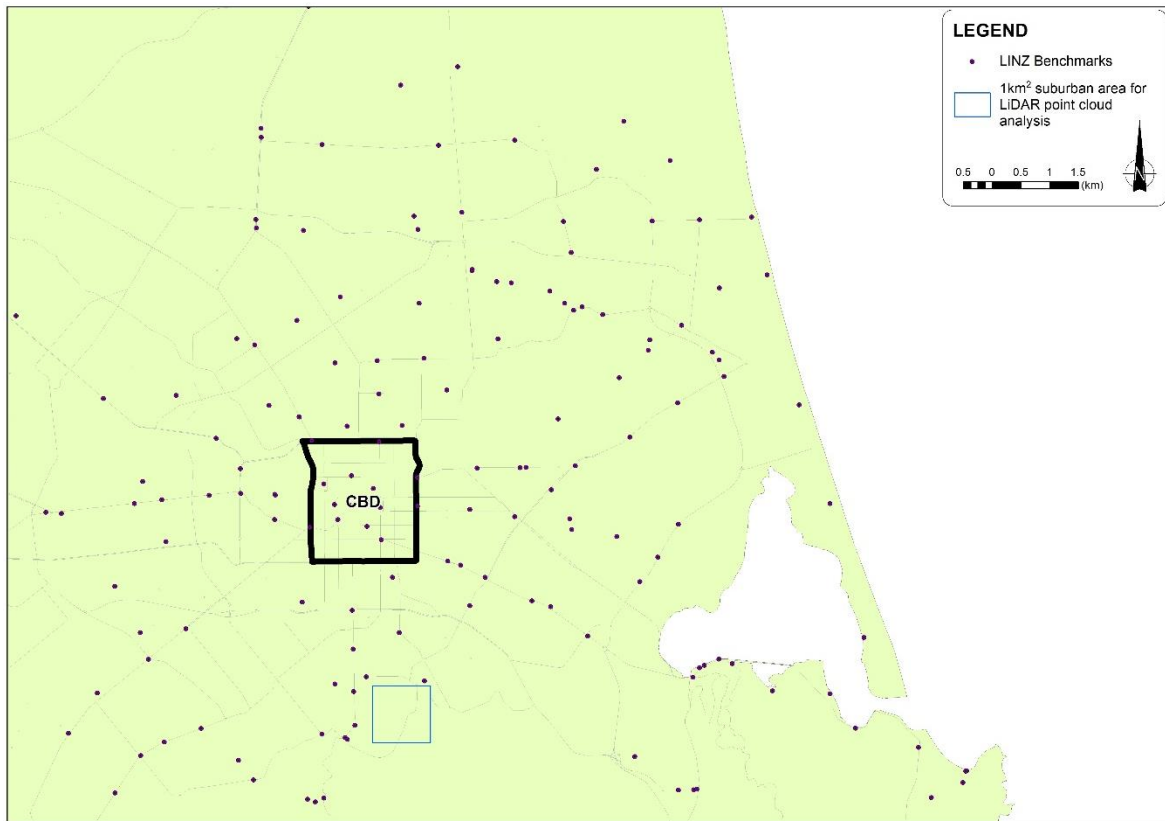 LEGEND
LINZ Benchmarks
1km² suburban area for
LiDAR point cloud
analysis
0.5 0 0.5 1 1.5
(km)
N
CBD